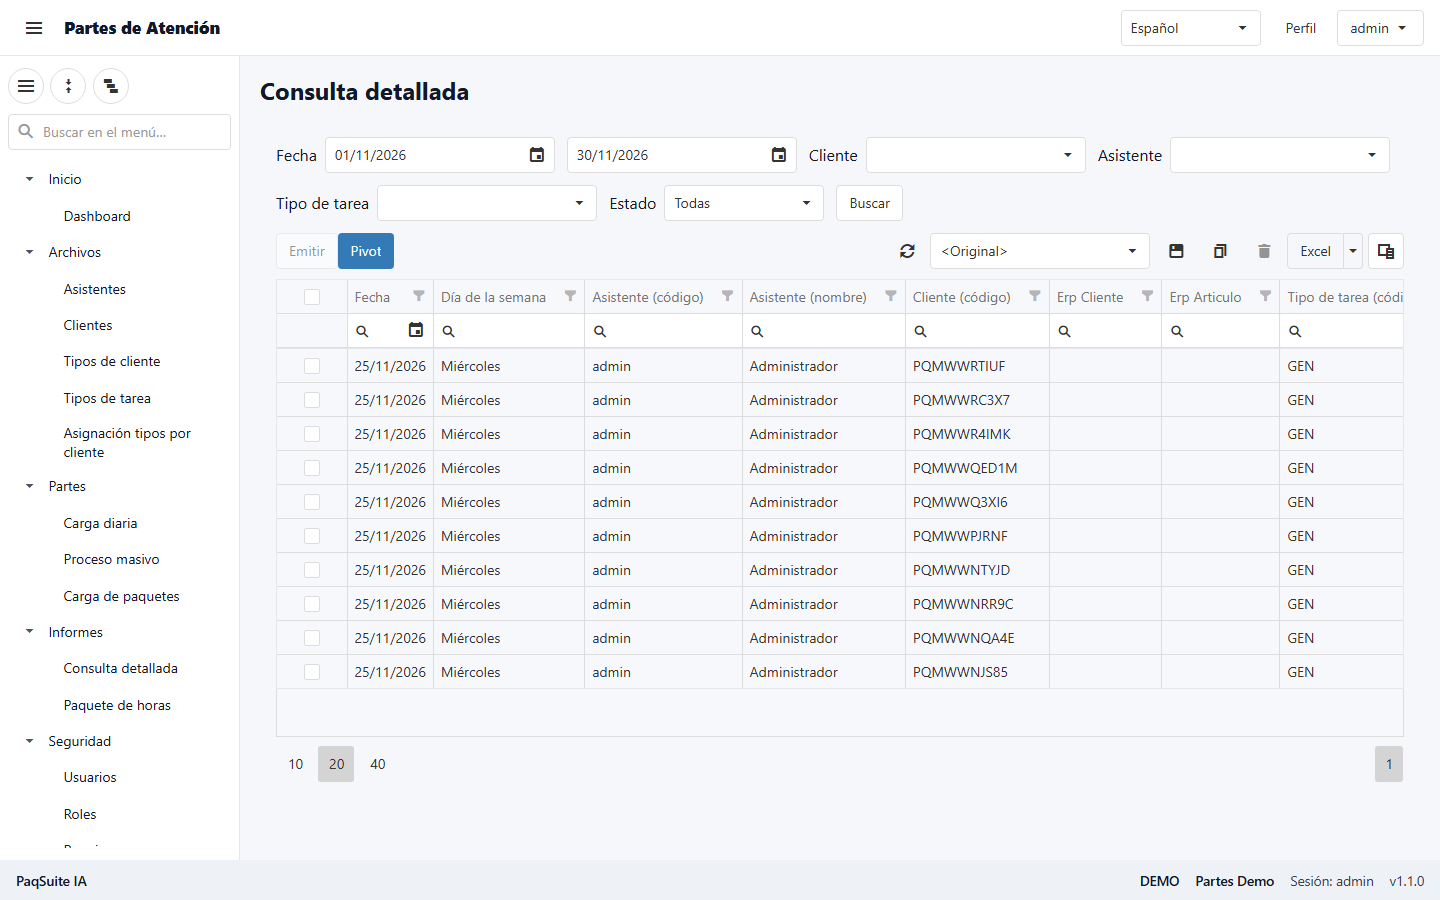 Partes de Atención
Español
Perfil
admin
Buscar en el menú...
Inicio
Dashboard
Archivos
Asistentes
Clientes
Tipos de cliente
Tipos de tarea
Asignación tipos por
cliente
Partes
Carga diaria
Proceso masivo
Carga de paquetes
Informes
Consulta detallada
Paquete de horas
Seguridad
Usuarios
Roles
Consulta detallada
Fecha 01/11/2026 30/11/2026 Cliente Asistente
Tipo de tarea Estado Todas Buscar
Emitir Pivot <Original> Excel
Fecha Día de la semana Asistente (código) Asistente (nombre) Cliente (código) Erp Cliente Erp Articulo Tipo de tarea (códi
25/11/2026 Miércoles admin Administrador PQMWWRTIUF GEN
25/11/2026 Miércoles admin Administrador PQMWWRC3X7 GEN
25/11/2026 Miércoles admin Administrador PQMWWR4IMK GEN
25/11/2026 Miércoles admin Administrador PQMWWQED1M GEN
25/11/2026 Miércoles admin Administrador PQMWWQ3XI6 GEN
25/11/2026 Miércoles admin Administrador PQMWWPJRNF GEN
25/11/2026 Miércoles admin Administrador PQMWWNTYJD GEN
25/11/2026 Miércoles admin Administrador PQMWWNRR9C GEN
25/11/2026 Miércoles admin Administrador PQMWWNQA4E GEN
25/11/2026 Miércoles admin Administrador PQMWWNJS85 GEN
10 20 40 1
PaqSuite IA DEMO Partes Demo Sesión: admin v1.1.0